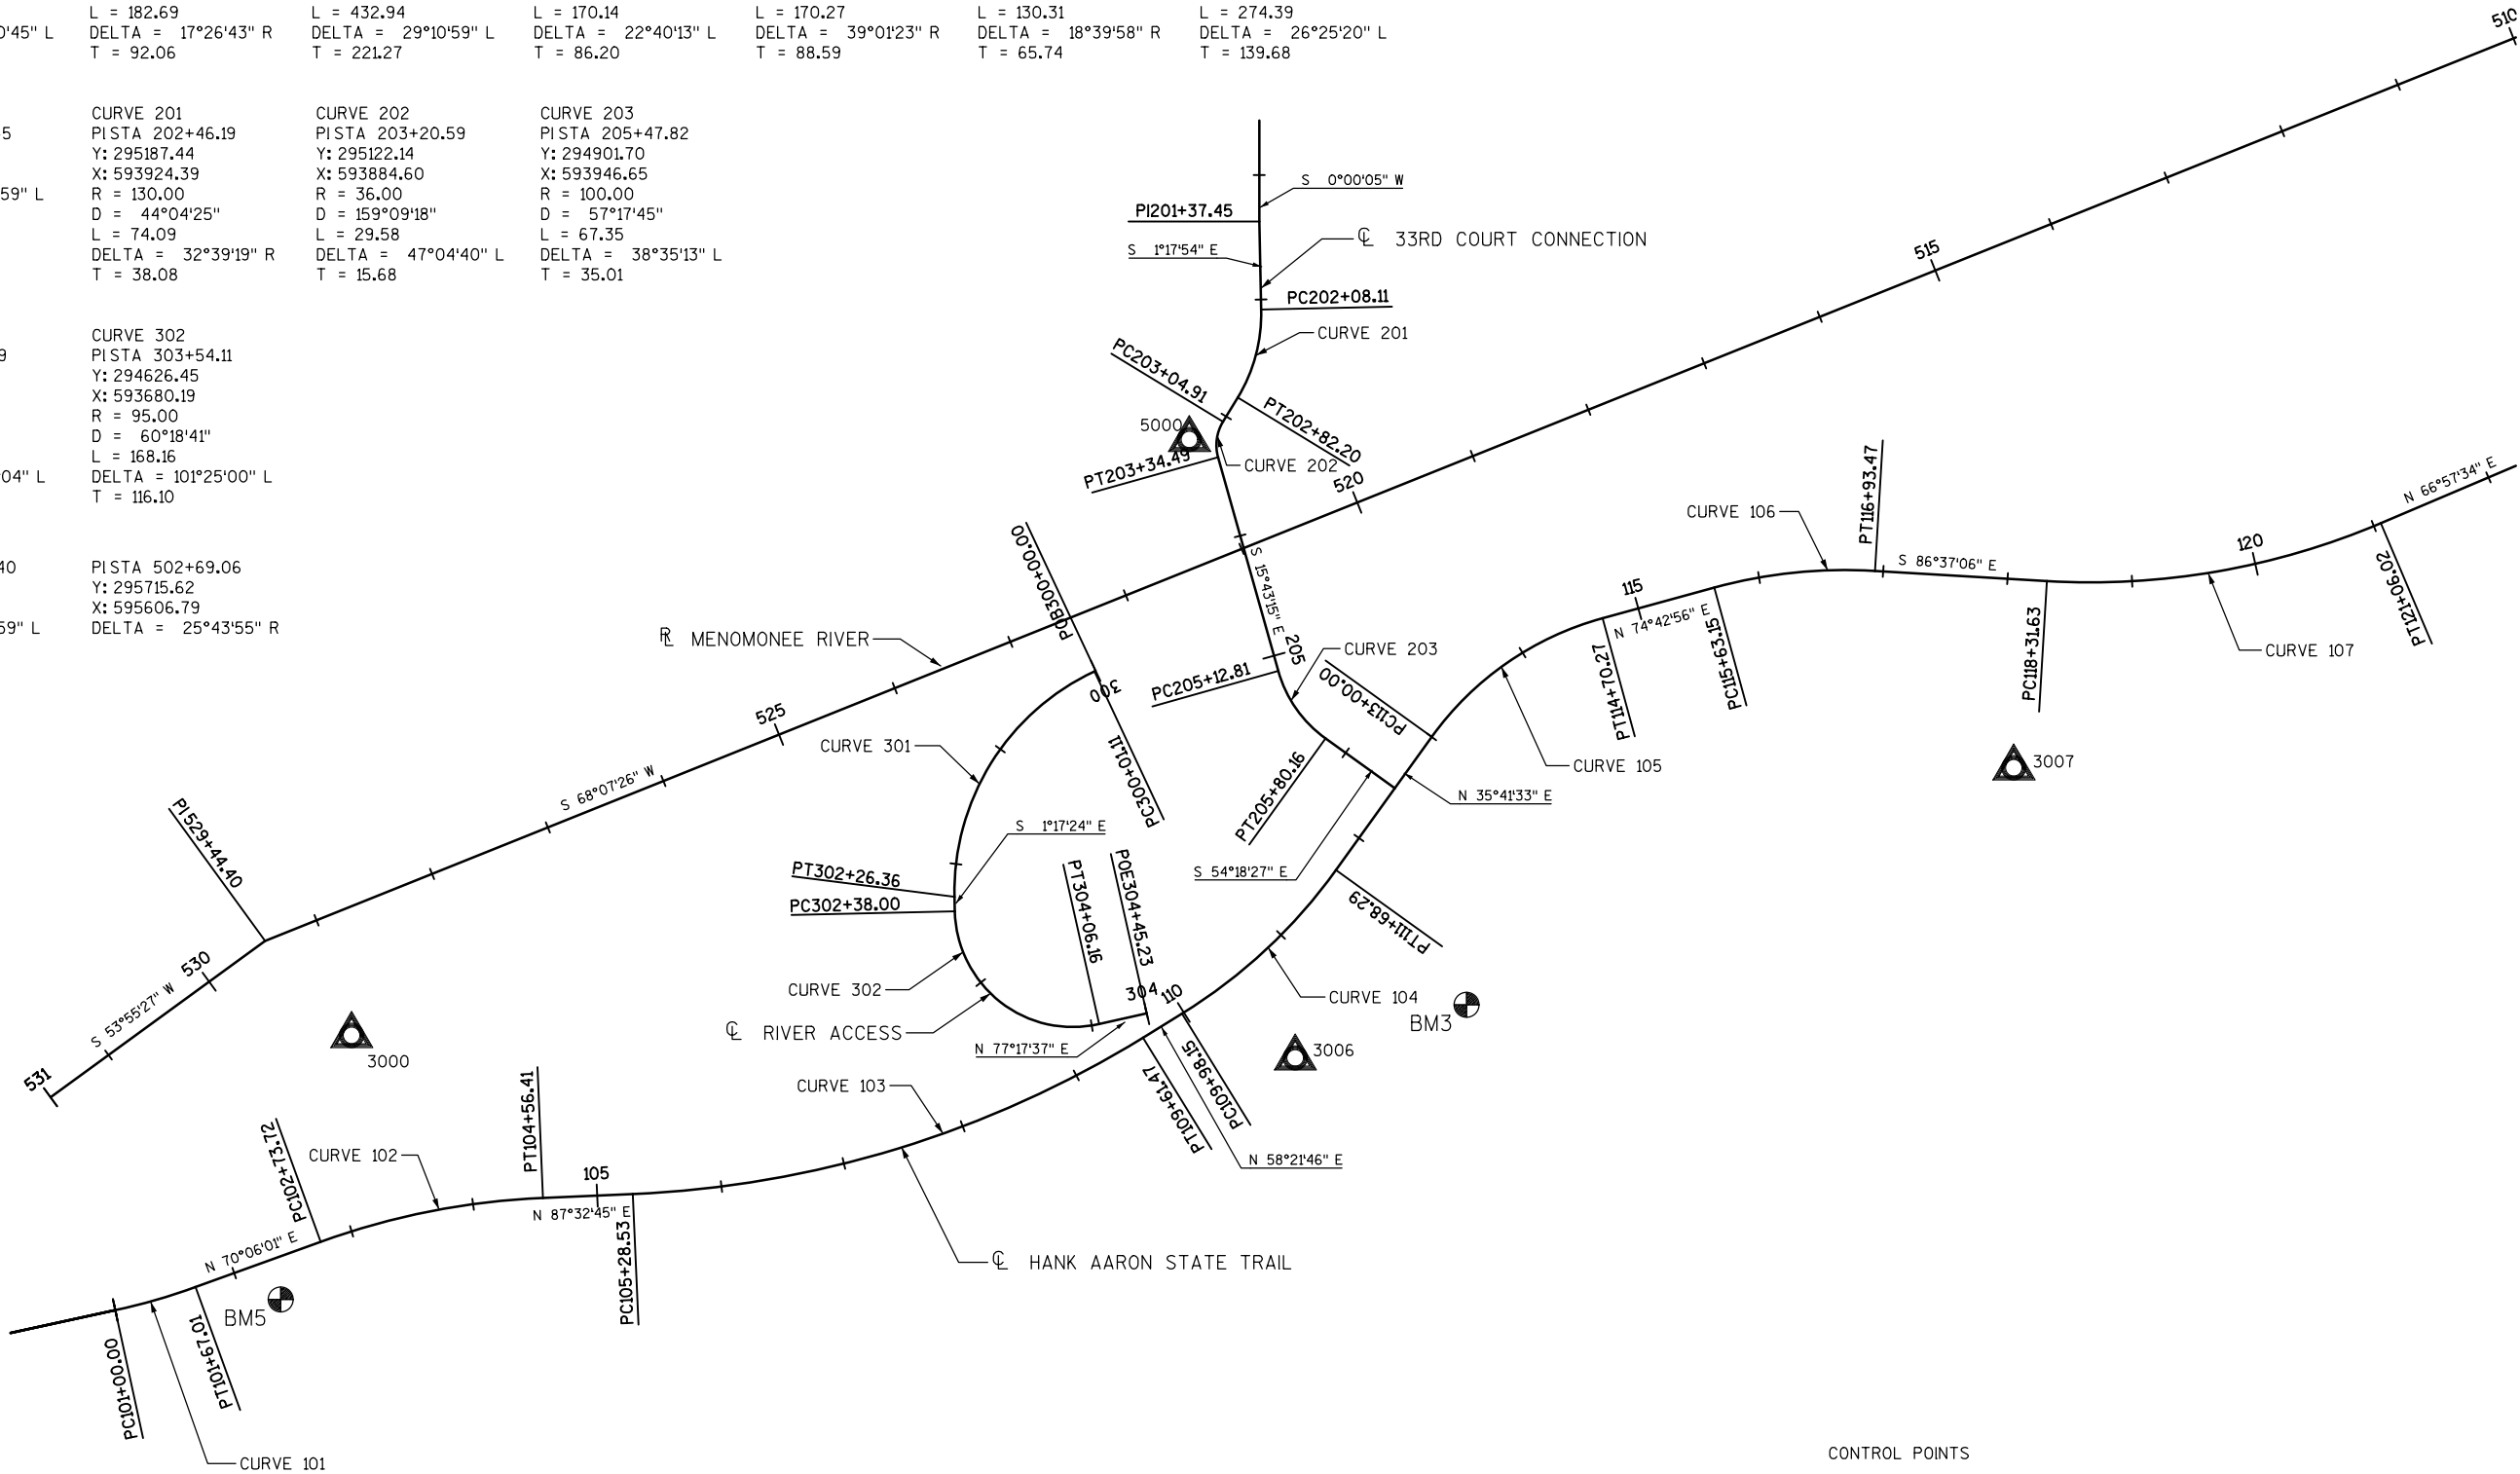 0'45" L
L = 182.69
DELTA = 17°26'43" R
T = 92.06
L = 432.94
DELTA = 29°10'59" L
T = 221.27
L = 170.14
DELTA = 22°40'13" L
T = 86.20
L = 170.27
DELTA = 39°01'23" R
T = 88.59
L = 130.31
DELTA = 18°39'58" R
T = 65.74
L = 274.39
DELTA = 26°25'20" L
T = 139.68
5
59" L
CURVE 201
PISTA 202+46.19
Y: 295187.44
X: 593924.39
R = 130.00
D = 44°04'25"
L = 74.09
DELTA = 32°39'19" R
T = 38.08
CURVE 202
PISTA 203+20.59
Y: 295122.14
X: 593884.60
R = 36.00
D = 159°09'18"
L = 29.58
DELTA = 47°04'40" L
T = 15.68
CURVE 203
PISTA 205+47.82
Y: 294901.70
X: 593946.65
R = 100.00
D = 57°17'45"
L = 67.35
DELTA = 38°35'13" L
T = 35.01
9
04" L
CURVE 302
PISTA 303+54.11
Y: 294626.45
X: 593680.19
R = 95.00
D = 60°18'41"
L = 168.16
DELTA = 101°25'00" L
T = 116.10
40
59" L
PISTA 502+69.06
Y: 295715.62
X: 595606.79
DELTA = 25°43'55" R
510
S 0°00'05" W
PI201+37.45
℄ 33RD COURT CONNECTION
S 1°17'54" E
515
PC202+08.11
CURVE 201
PC203+04.91
PT202+82.20
5000
CURVE 202
PT203+34.49
520
PT116+93.47
N 66°57'34" E
CURVE 106
POB300+00.00
S 15°43'15" E
S 86°37'06" E
120
PT121+06.02
115
N 74°42'56" E
PT114+70.27
PC115+63.15
PC118+31.63
CURVE 107
R MENOMONEE RIVER
205
CURVE 203
PC205+12.81
PC113+00.00
300
525
CURVE 301
PC300+01.11
CURVE 105
3007
S 68°07'26" W
PT205+80.16
N 35°41'33" E
PI529+44.40
S 1°17'24" E
PT302+26.36
PC302+38.00
PT304+06.16
POE304+45.23
S 54°18'27" E
PT111+68.29
530
S 53°55'27" W
531
3000
CURVE 302
℄ RIVER ACCESS
304
110
CURVE 104
BM3
N 77°17'37" E
3006
CURVE 103
PT109+61.47
PC109+98.15
N 58°21'46" E
PT104+56.41
PC102+73.72
CURVE 102
105
N 87°32'45" E
PC105+28.53
℄ HANK AARON STATE TRAIL
N 70°06'01" E
BM5
PC101+00.00
PT101+67.01
CURVE 101
CONTROL POINTS